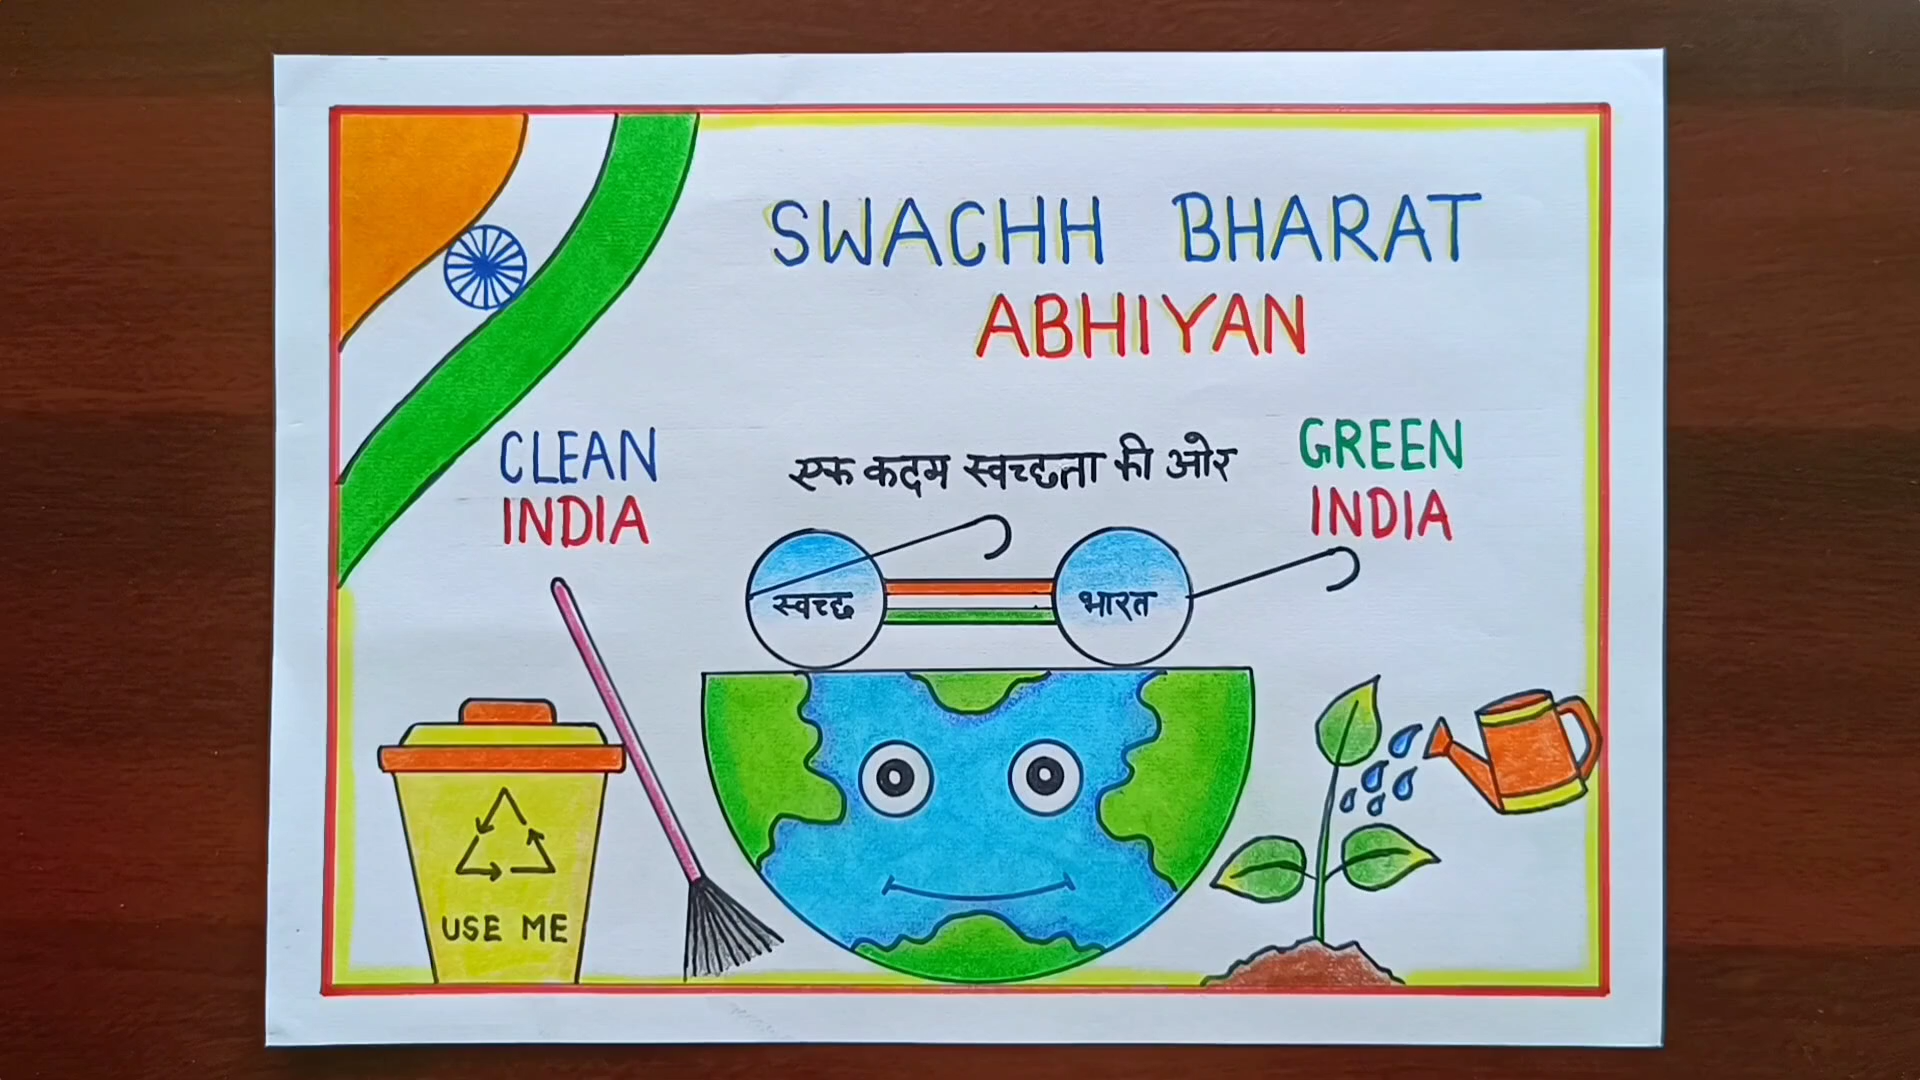 SWACHH BHARAT
ABHIYAN
CLEAN
INDIA
एक कदम स्वच्छता की ओर
GREEN
INDIA
स्वच्छ
भारत
USE ME